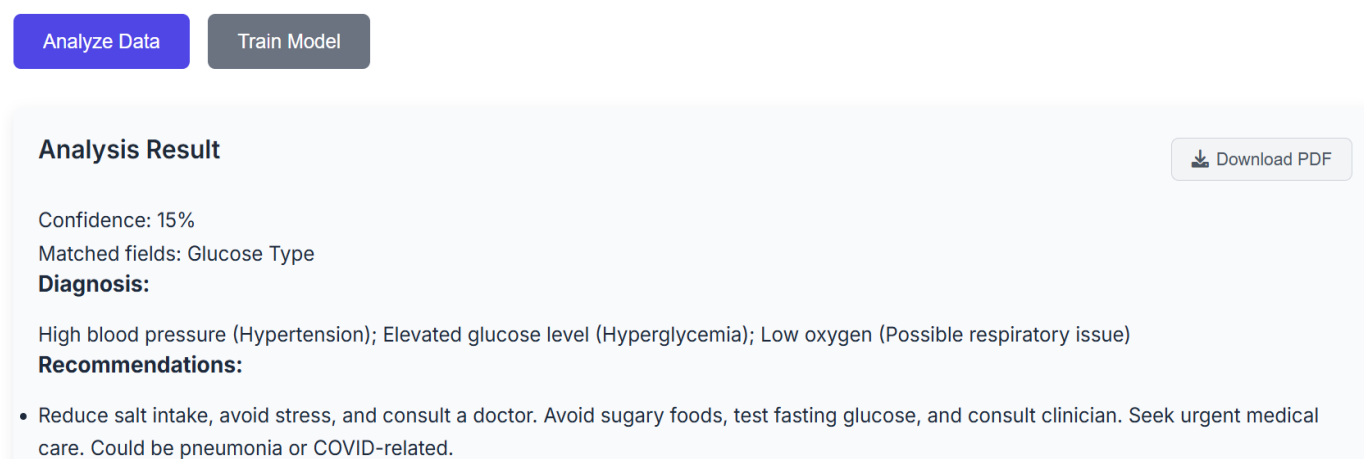 Analyze Data
Train Model
Analysis Result
Download PDF
Confidence: 15%
Matched fields: Glucose Type
Diagnosis:
High blood pressure (Hypertension); Elevated glucose level (Hyperglycemia); Low oxygen (Possible respiratory issue)
Recommendations:
• Reduce salt intake, avoid stress, and consult a doctor. Avoid sugary foods, test fasting glucose, and consult clinician. Seek urgent medical
care. Could be pneumonia or COVID-related.